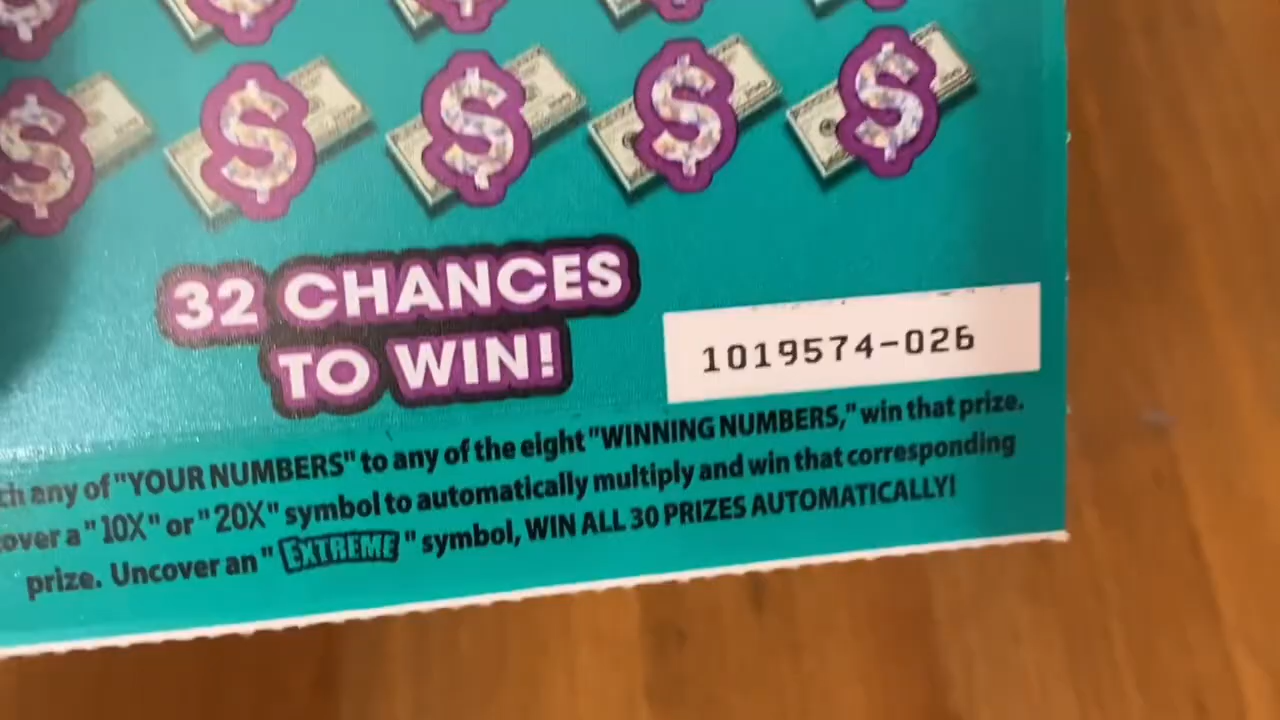 32 CHANCES
TO WIN!
1019574-026
any of "YOUR NUMBERS" to any of the eight "WINNING NUMBERS," win that prize.
a "10X" or "20X" symbol to automatically multiply and win that corresponding
prize. Uncover an "EXTREME" symbol, WIN ALL 30 PRIZES AUTOMATICALLY!